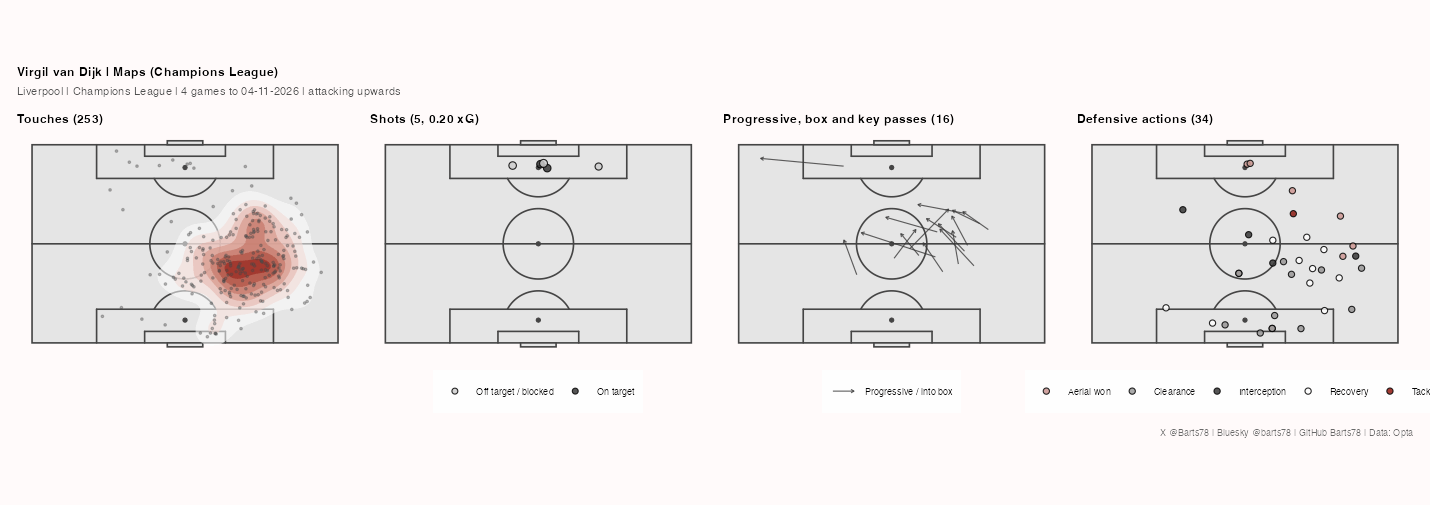 Virgil van Dijk | Maps (Champions League)
Liverpool | Champions League | 4 games to 04-11-2026 | attacking upwards
Touches (253)
Shots (5, 0.20 xG)
Progressive, box and key passes (16)
Defensive actions (34)
Off target / blocked
On target
Progressive / into box
Aerial won
Clearance
Interception
Recovery
Tack
X @Barts78 | Bluesky @barts78 | GitHub Barts78 | Data: Opta